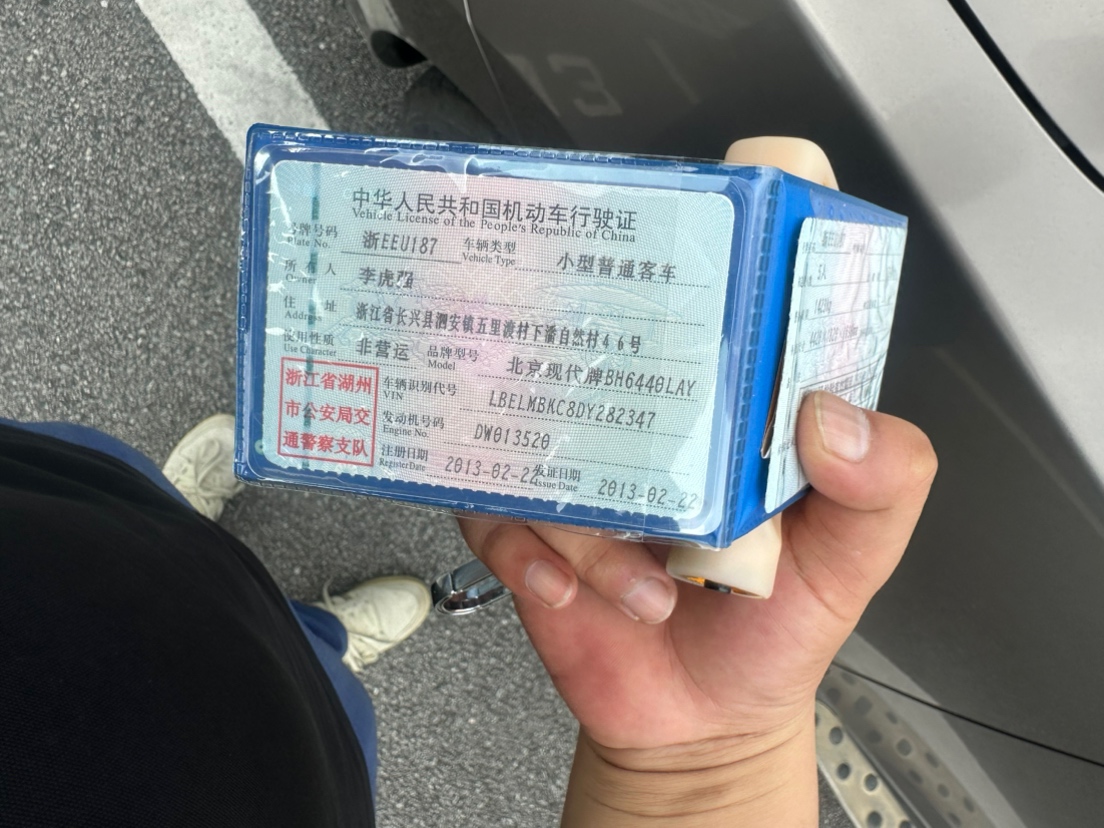 中华人民共和国机动车行驶证
Vehicle License of the People's Republic of China
号牌号码 浙EEU187 车辆类型 小型普通客车
Plate No. Vehicle Type
所有人 李虎强
Owner
住址 浙江省长兴县泗安镇五里渡村下潘自然村46号
Address
使用性质 非营运 品牌型号 北京现代牌BH6440LAY
Use Character Model
浙江省湖州
市公安局交
通警察支队
车辆识别代号 LBELMBKC8DY282347
VIN
发动机号码 DW013520
Engine No.
注册日期 2013-02-22 发证日期 2013-02-22
Register Date Issue Date
13